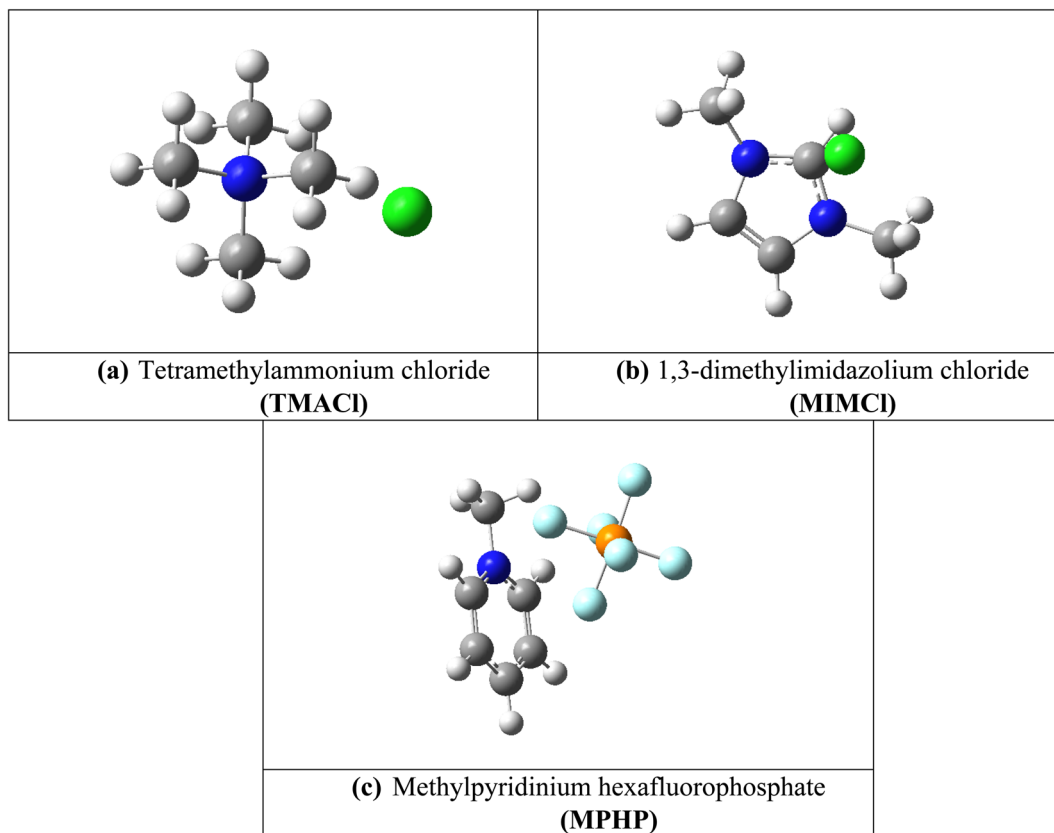 (a) Tetramethylammonium chloride
(TMACl)
(b) 1,3-dimethylimidazolium chloride
(MIMCl)
(c) Methylpyridinium hexafluorophosphate
(MPHP)